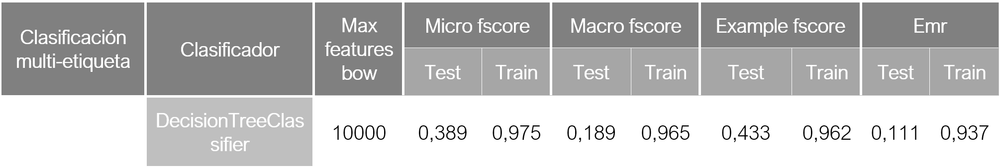 Clasificación
multi-etiqueta
Clasificador
Max
features
bow
Micro fscore
Macro fscore
Example fscore
Emr
Test
Train
Test
Train
Test
Train
Test
Train
DecisionTreeClas
sifier
10000
0,389
0,975
0,189
0,965
0,433
0,962
0,111
0,937